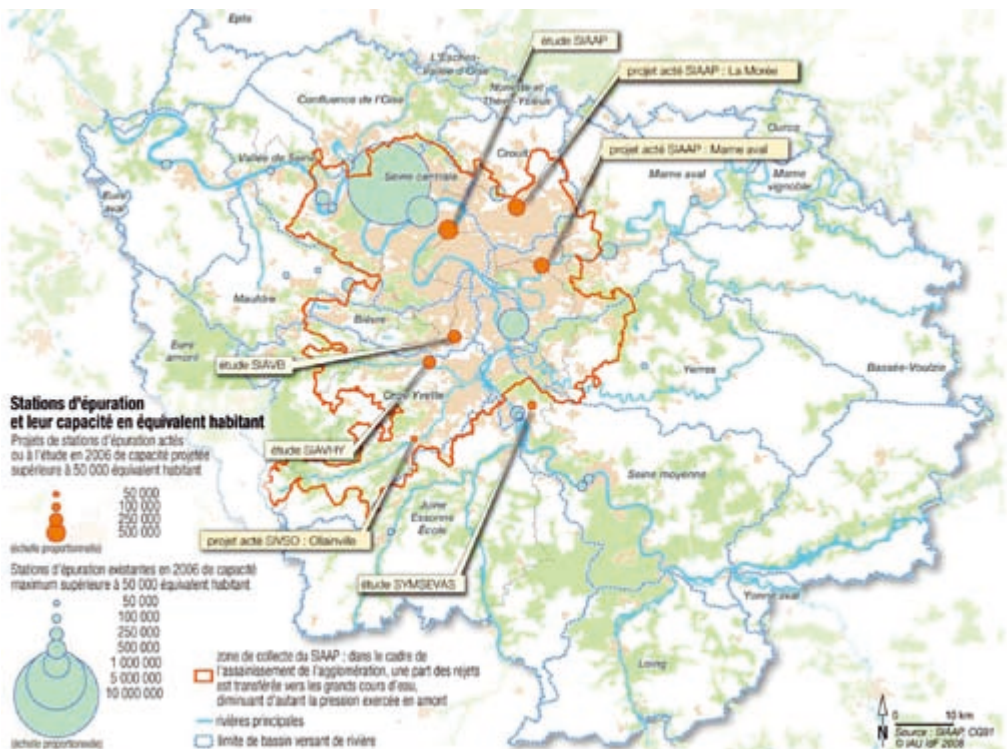 Epte
étude SIAAP
projet acté SIAAP : La Morée
Confluence de l'Oise
Croult
Ourcq
projet acté SIAAP : Marne aval
Vallée de Seine
Seine centrale
Marne aval
Marne vignoble
Eure aval
Mauldre
Bièvre
Eure amont
étude SIAVB
Yerres
Bassée-Voulzie
Orge Yvette
étude SIAVHY
Seine moyenne
Juine
Essonne
École
projet acté SIVSO : Ollainville
étude SYMSEVAS
Yonne aval
Loing
Stations d'épuration
et leur capacité en équivalent habitant
Projets de stations d'épuration actés
ou à l'étude en 2006 de capacité projetée
supérieure à 50 000 équivalent habitant
50 000
100 000
250 000
500 000
(échelle proportionnelle)
Stations d'épuration existantes en 2006 de capacité
maximum supérieure à 50 000 équivalent habitant
50 000
100 000
250 000
500 000
1 000 000
5 000 000
10 000 000
(échelle proportionnelle)
zone de collecte du SIAAP : dans le cadre de
l'assainissement de l'agglomération, une part des rejets
est transférée vers les grands cours d'eau,
diminuant d'autant la pression exercée en amont
rivières principales
limite de bassin versant de rivière
N
0 10 km
Source : SIAAP, CG91
© IAU îdF 2008